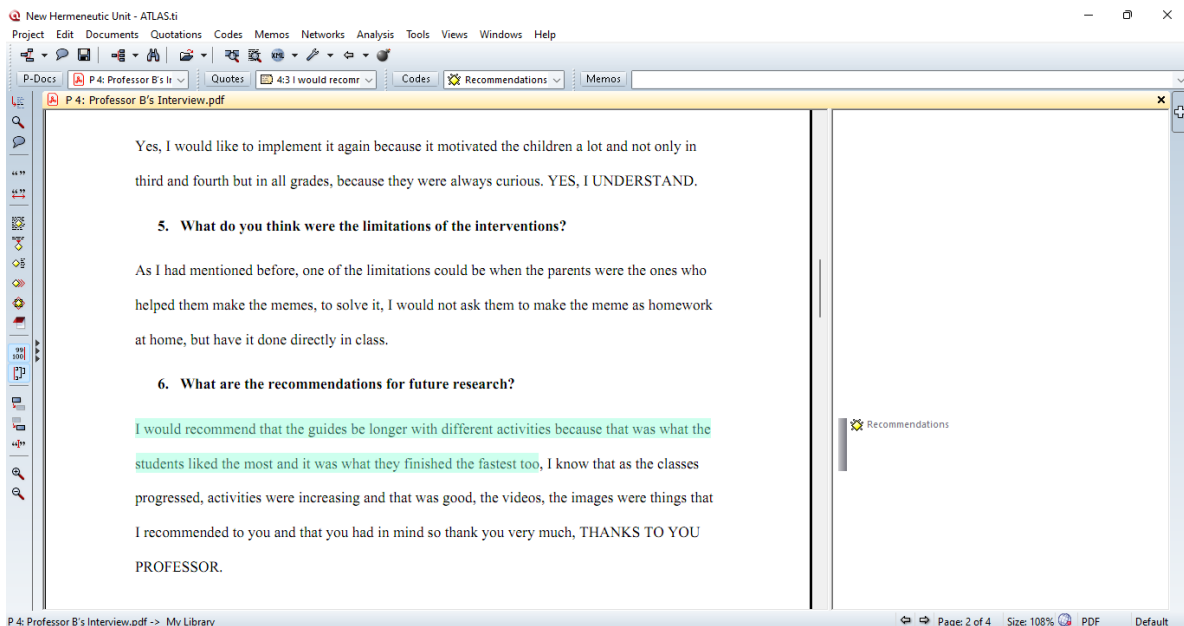 New Hermeneutic Unit - ATLAS.ti
Project Edit Documents Quotations Codes Memos Networks Analysis Tools Views Windows Help
P-Docs P 4: Professor B's Ir Quotes 4:3 I would recomr Codes Recommendations Memos
P 4: Professor B's Interview.pdf
Yes, I would like to implement it again because it motivated the children a lot and not only in
third and fourth but in all grades, because they were always curious. YES, I UNDERSTAND.
5. What do you think were the limitations of the interventions?
As I had mentioned before, one of the limitations could be when the parents were the ones who
helped them make the memes, to solve it, I would not ask them to make the meme as homework
at home, but have it done directly in class.
6. What are the recommendations for future research?
I would recommend that the guides be longer with different activities because that was what the
Recommendations
students liked the most and it was what they finished the fastest too, I know that as the classes
progressed, activities were increasing and that was good, the videos, the images were things that
I recommended to you and that you had in mind so thank you very much, THANKS TO YOU
PROFESSOR.
P 4: Professor B's Interview.pdf -> My Library Page: 2 of 4 Size: 108% PDF Default